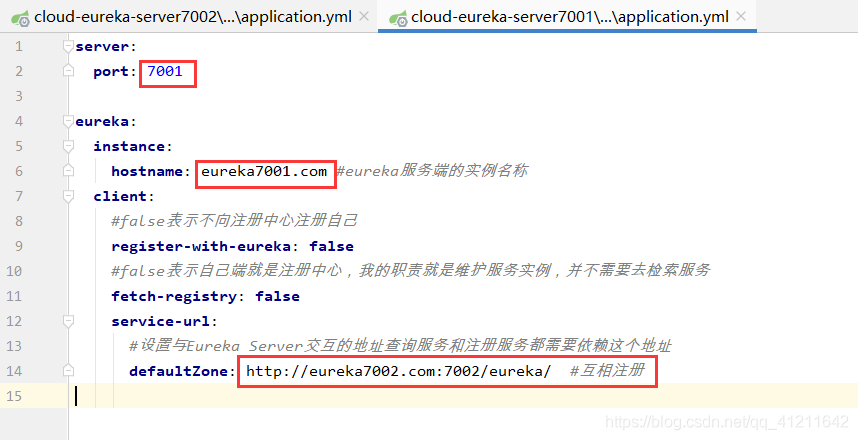 cloud-eureka-server7002\...\application.yml
cloud-eureka-server7001\...\application.yml
1 server:
2 port: 7001
3
4 eureka:
5 instance:
6 hostname: eureka7001.com #eureka服务端的实例名称
7 client:
8 #false表示不向注册中心注册自己
9 register-with-eureka: false
10 #false表示自己端就是注册中心，我的职责就是维护服务实例，并不需要去检索服务
11 fetch-registry: false
12 service-url:
13 #设置与Eureka Server交互的地址查询服务和注册服务都需要依赖这个地址
14 defaultZone: http://eureka7002.com:7002/eureka/ #互相注册
15
https://blog.csdn.net/qq_41211642